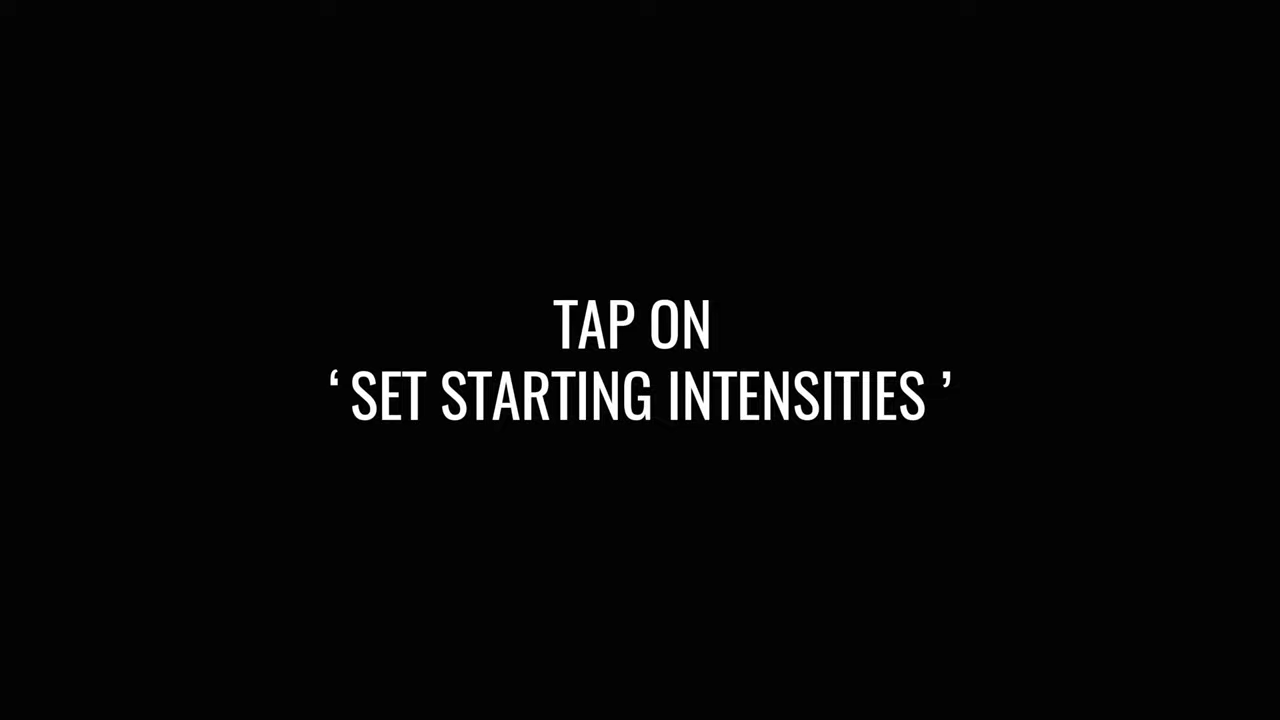 TAP ON
‘ SET STARTING INTENSITIES ’